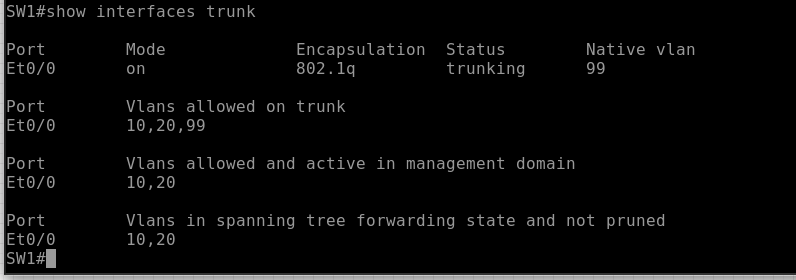 SW1#show interfaces trunk
Port Mode Encapsulation Status Native vlan
Et0/0 on 802.1q trunking 99
Port Vlans allowed on trunk
Et0/0 10,20,99
Port Vlans allowed and active in management domain
Et0/0 10,20
Port Vlans in spanning tree forwarding state and not pruned
Et0/0 10,20
SW1#